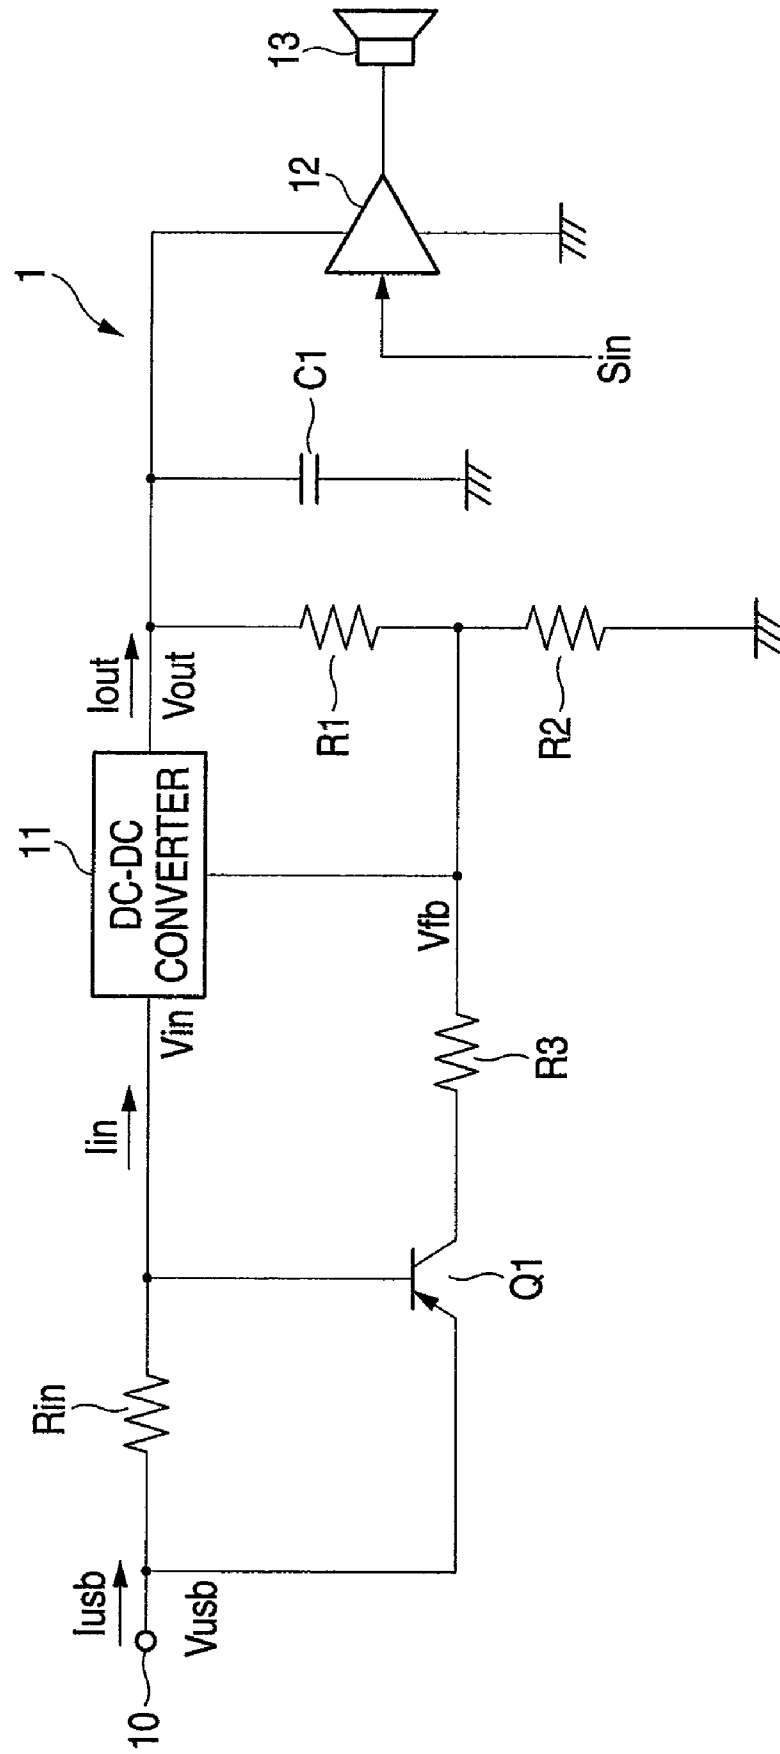 1
10
Iusb
Vusb
Rin
Iin
Vin
11
DC-DC
CONVERTER
Iout
Vout
Q1
R3
Vfb
R1
R2
C1
Sin
12
13